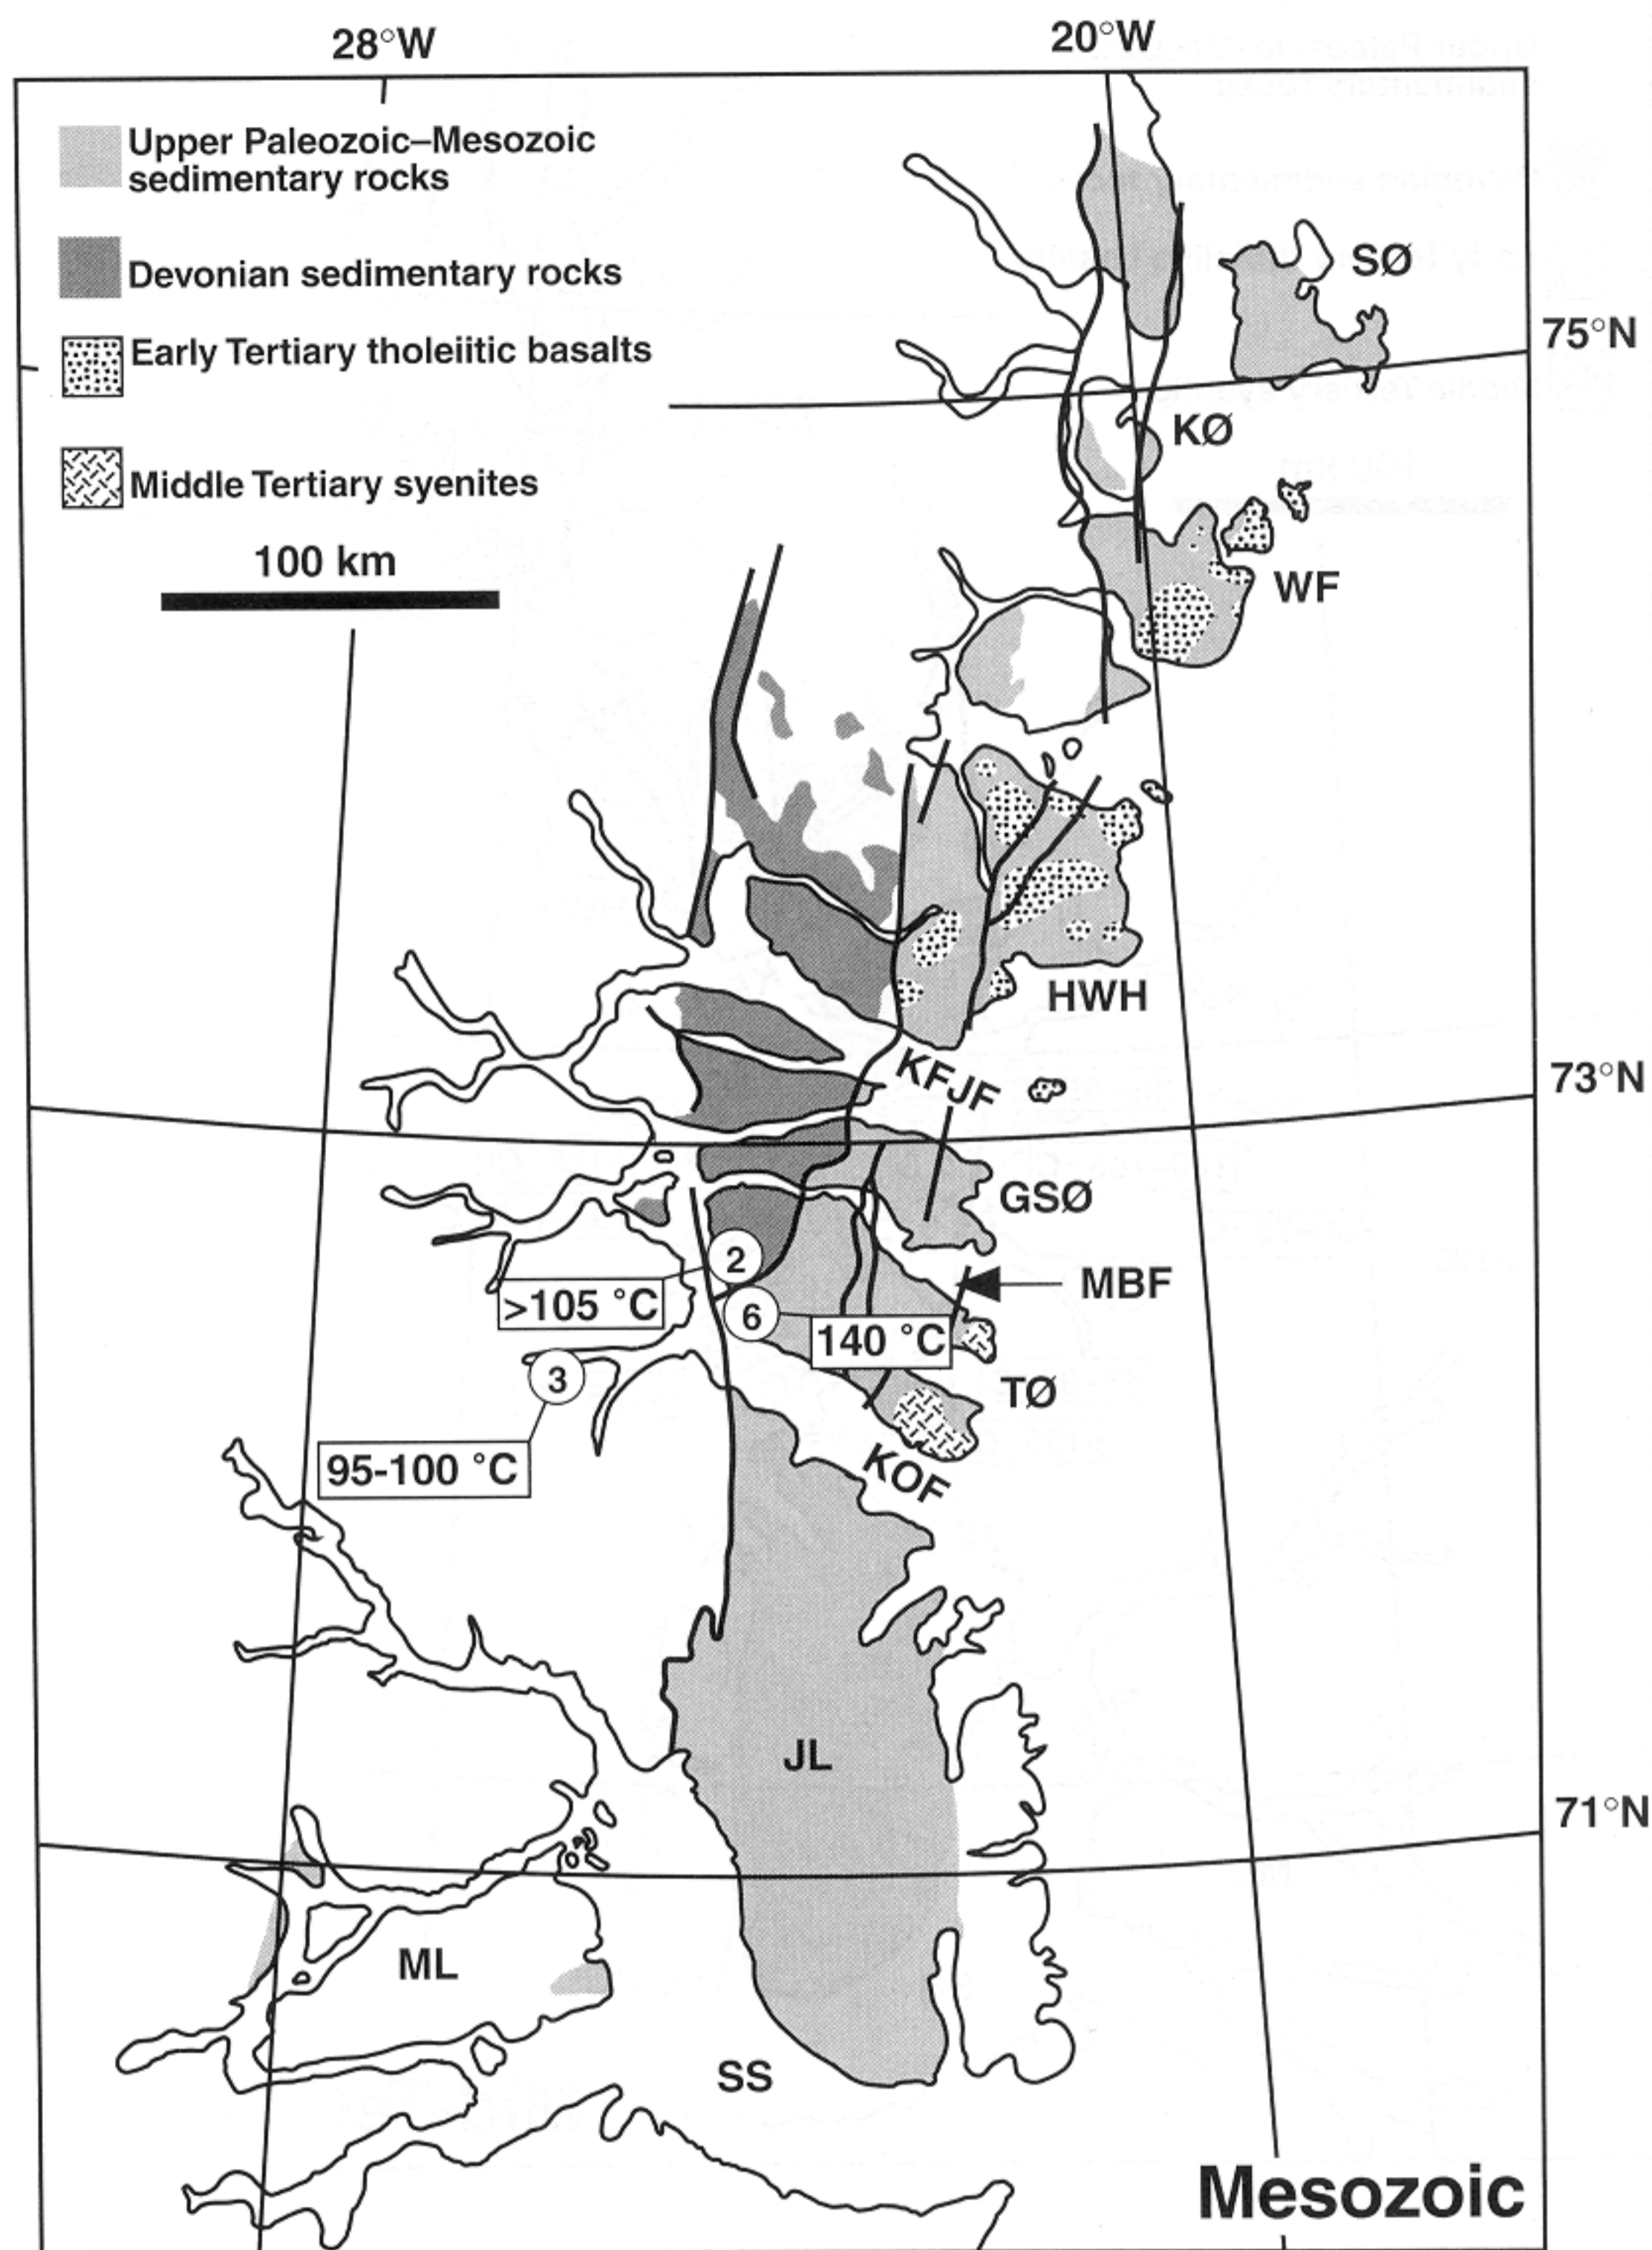 28°W
20°W
Upper Paleozoic–Mesozoic
sedimentary rocks
Devonian sedimentary rocks
Early Tertiary tholeiitic basalts
Middle Tertiary syenites
100 km
SØ
75°N
KØ
WF
HWH
KFJF
73°N
GSØ
2
MBF
>105 °C
6
140 °C
3
TØ
95-100 °C
KOF
JL
71°N
ML
SS
Mesozoic